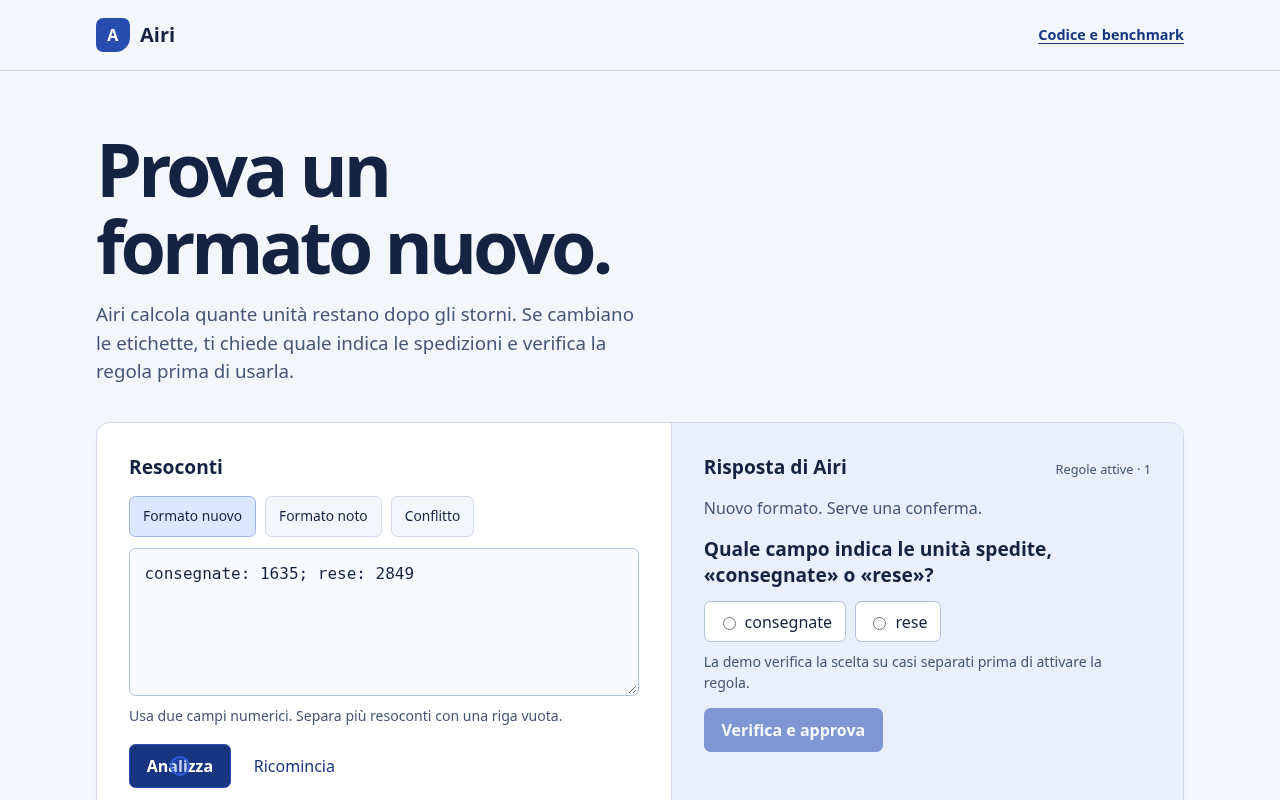 A Airi
Codice e benchmark
Prova un
formato nuovo.
Airi calcola quante unità restano dopo gli storni. Se cambiano
le etichette, ti chiede quale indica le spedizioni e verifica la
regola prima di usarla.
Resoconti
Formato nuovo
Formato noto
Conflitto
consegnate: 1635; rese: 2849
Usa due campi numerici. Separa più resoconti con una riga vuota.
Analizza
Ricomincia
Risposta di Airi
Regole attive · 1
Nuovo formato. Serve una conferma.
Quale campo indica le unità spedite,
«consegnate» o «rese»?
consegnate
rese
La demo verifica la scelta su casi separati prima di attivare la
regola.
Verifica e approva